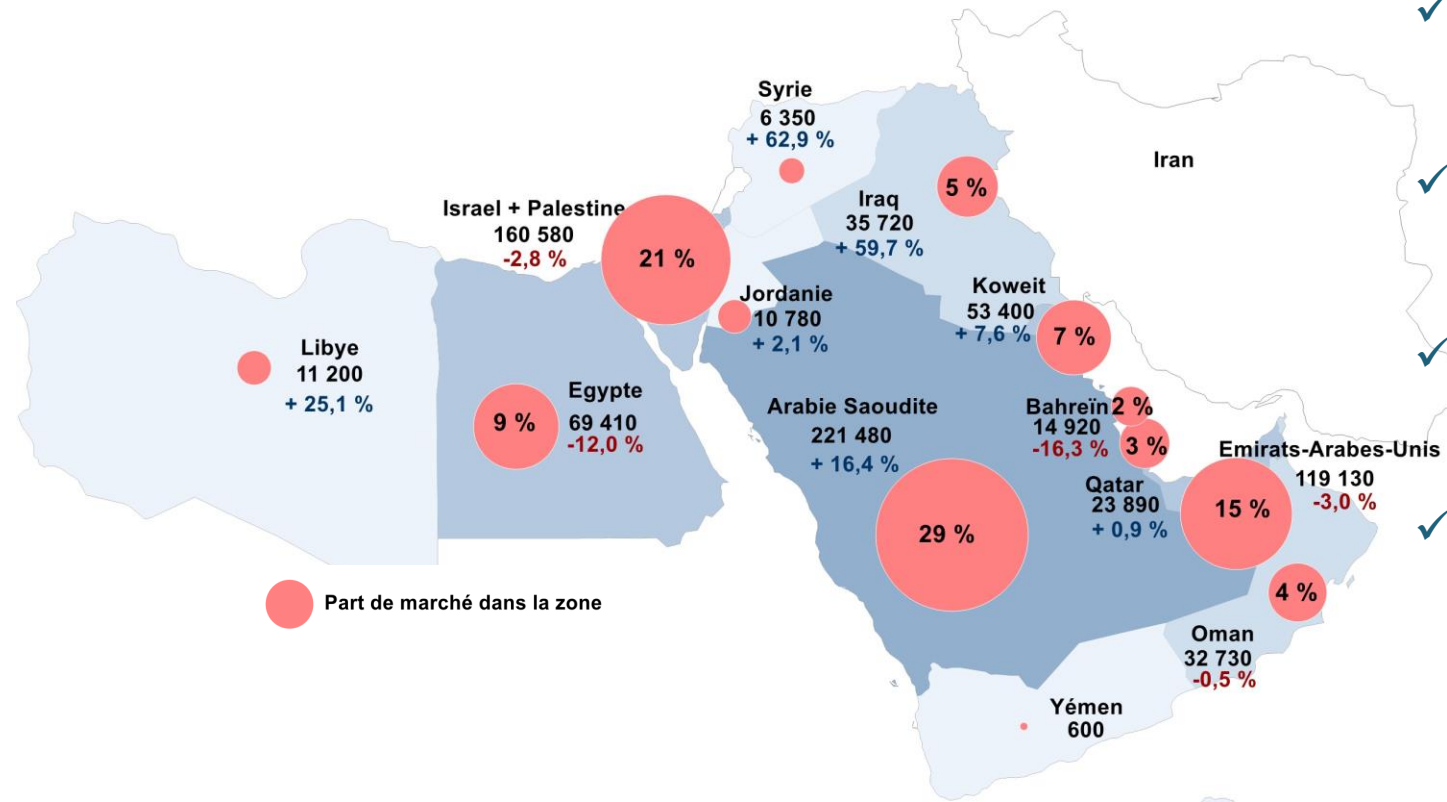 Syrie
6 350
+ 62,9 %
Iran
5 %
Iraq
35 720
+ 59,7 %
Israel + Palestine
160 580
-2,8 %
21 %
Koweit
53 400
+ 7,6 %
7 %
Jordanie
10 780
+ 2,1 %
Libye
11 200
+ 25,1 %
Egypte
69 410
-12,0 %
9 %
Arabie Saoudite
221 480
+ 16,4 %
29 %
Bahreïn
14 920
-16,3 %
2 %
3 %
Qatar
23 890
+ 0,9 %
Emirats-Arabes-Unis
119 130
-3,0 %
15 %
4 %
Oman
32 730
-0,5 %
Yémen
600
Part de marché dans la zone